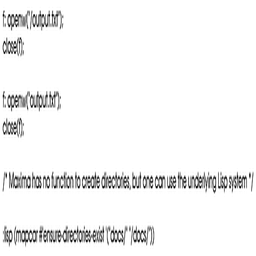 f: openw("/output.txt");
close(f);
f: openw("output.txt");
close(f);
/* Maxima has no function to create directories, but one can use the underlying Lisp system */
:lisp (mapcar #'ensure-directories-exist '("docs/" "/docs/"))